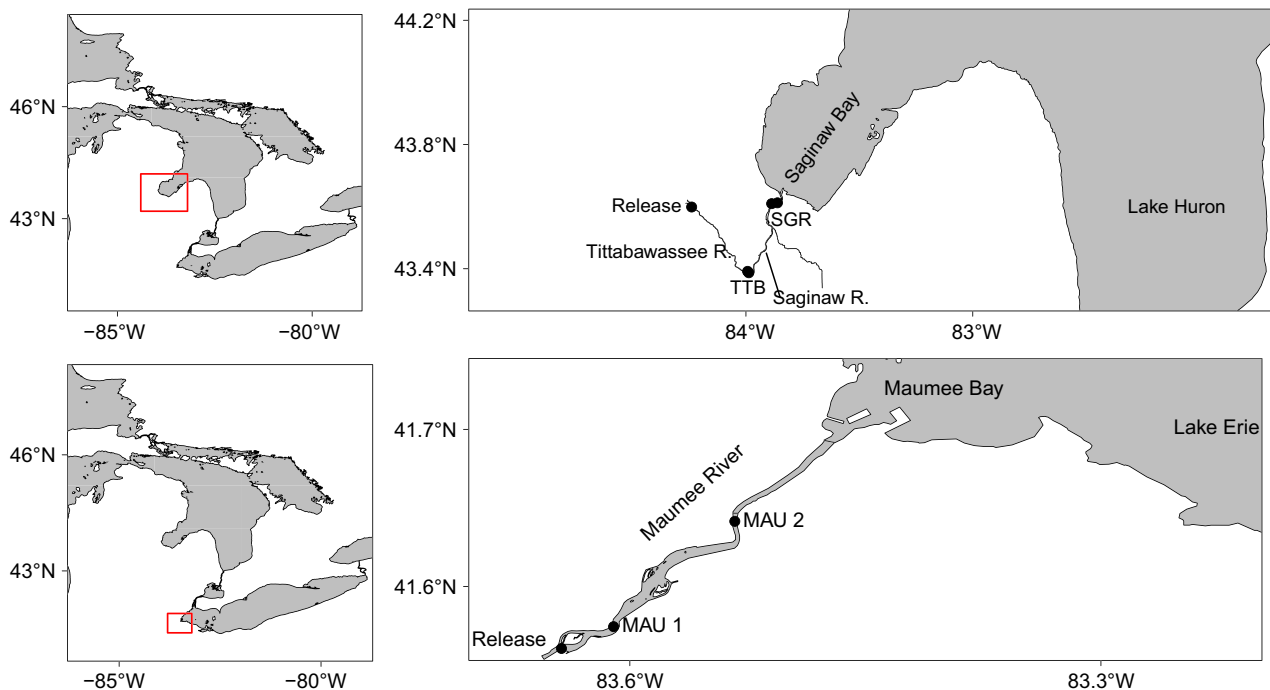 46°N
43°N
−85°W
−80°W
44.2°N
43.8°N
43.4°N
Saginaw Bay
Release
SGR
Lake Huron
Tittabawassee R.
TTB
Saginaw R.
84°W
83°W
46°N
43°N
−85°W
−80°W
41.7°N
41.6°N
Maumee Bay
Lake Erie
Maumee River
MAU 2
MAU 1
Release
83.6°W
83.3°W